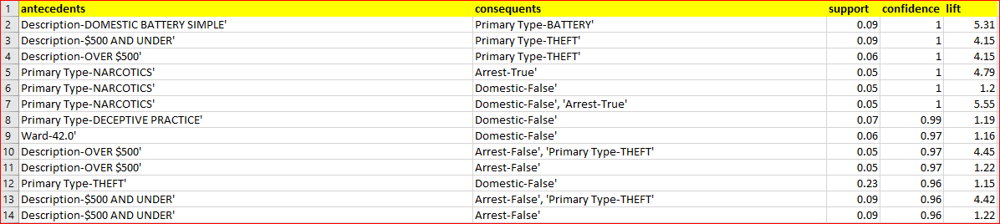 1 antecedents consequents support confidence lift
2 Description-DOMESTIC BATTERY SIMPLE' Primary Type-BATTERY' 0.09 1 5.31
3 Description-$500 AND UNDER' Primary Type-THEFT' 0.09 1 4.15
4 Description-OVER $500' Primary Type-THEFT' 0.06 1 4.15
5 Primary Type-NARCOTICS' Arrest-True' 0.05 1 4.79
6 Primary Type-NARCOTICS' Domestic-False' 0.05 1 1.2
7 Primary Type-NARCOTICS' Domestic-False', 'Arrest-True' 0.05 1 5.55
8 Primary Type-DECEPTIVE PRACTICE' Domestic-False' 0.07 0.99 1.19
9 Ward-42.0' Domestic-False' 0.06 0.97 1.16
10 Description-OVER $500' Arrest-False', 'Primary Type-THEFT' 0.05 0.97 4.45
11 Description-OVER $500' Arrest-False' 0.05 0.97 1.22
12 Primary Type-THEFT' Domestic-False' 0.23 0.96 1.15
13 Description-$500 AND UNDER' Arrest-False', 'Primary Type-THEFT' 0.09 0.96 4.42
14 Description-$500 AND UNDER' Arrest-False' 0.09 0.96 1.22